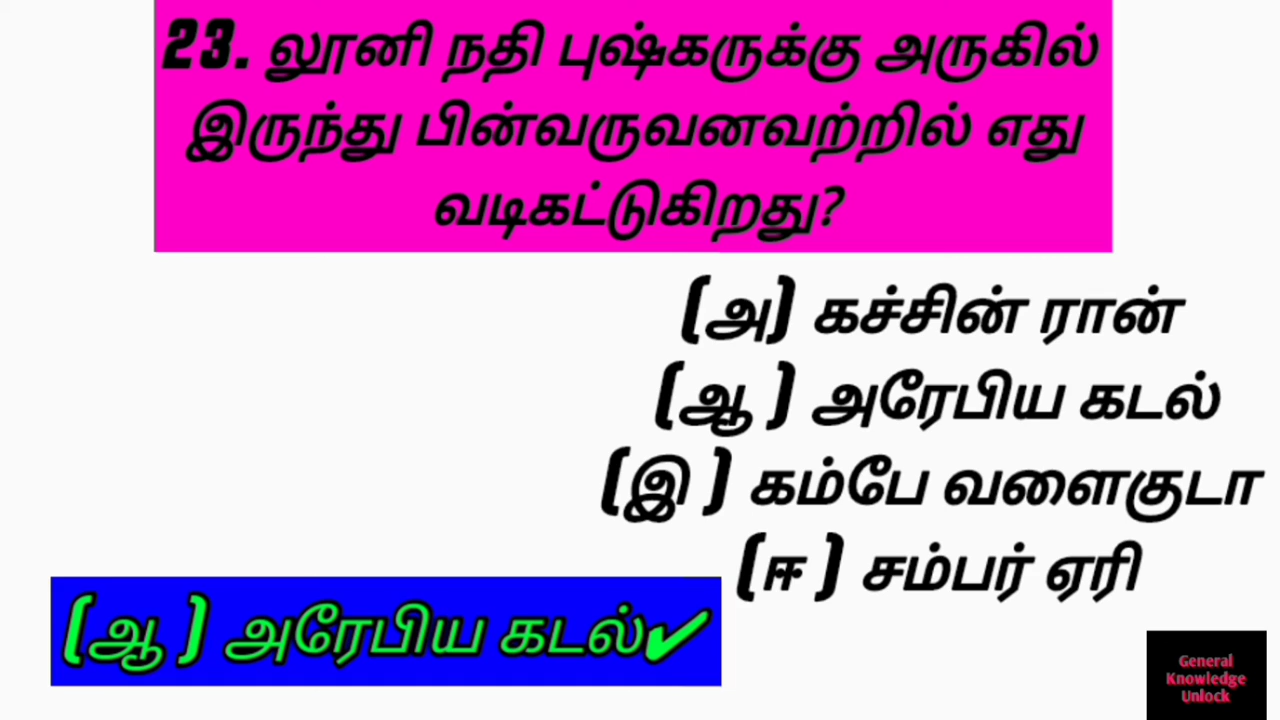 23. லூனி நதி புஷ்கருக்கு அருகில்
இருந்து பின்வருவனவற்றில் எது
வடிகட்டுகிறது?
(அ) கச்சின் ரான்
(ஆ ) அரேபிய கடல்
(இ ) கம்பே வளைகுடா
(ஈ ) சம்பர் ஏரி
(ஆ ) அரேபிய கடல்✔
General
Knowledge
Unlock